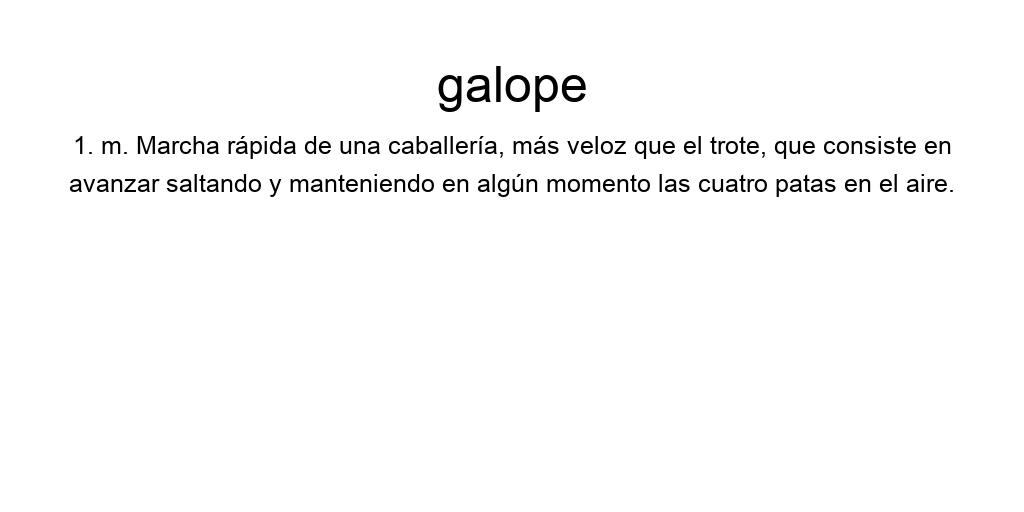 galope
1. m. Marcha rápida de una caballería, más veloz que el trote, que consiste en
avanzar saltando y manteniendo en algún momento las cuatro patas en el aire.